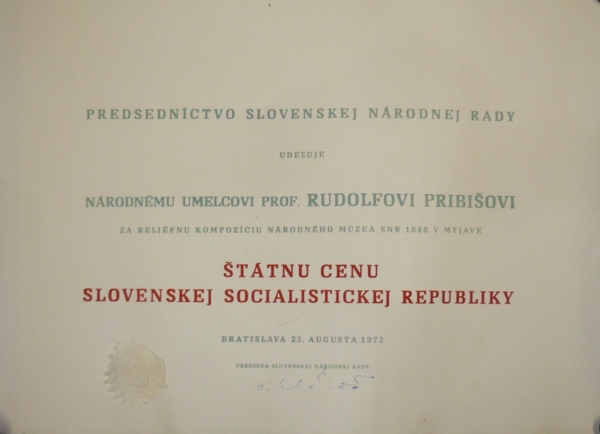 PREDSEDNÍCTVO SLOVENSKEJ NÁRODNEJ RADY
UDEĽUJE
NÁRODNÉMU UMELCOVI PROF. RUDOLFOVI PRIBIŠOVI
ZA RELIÉFNU KOMPOZÍCIU NÁRODNÉHO MÚZEA SNR 1848 V MYJAVE
ŠTÁTNU CENU
SLOVENSKEJ SOCIALISTICKEJ REPUBLIKY
BRATISLAVA 23. AUGUSTA 1972
PREDSEDA SLOVENSKEJ NÁRODNEJ RADY